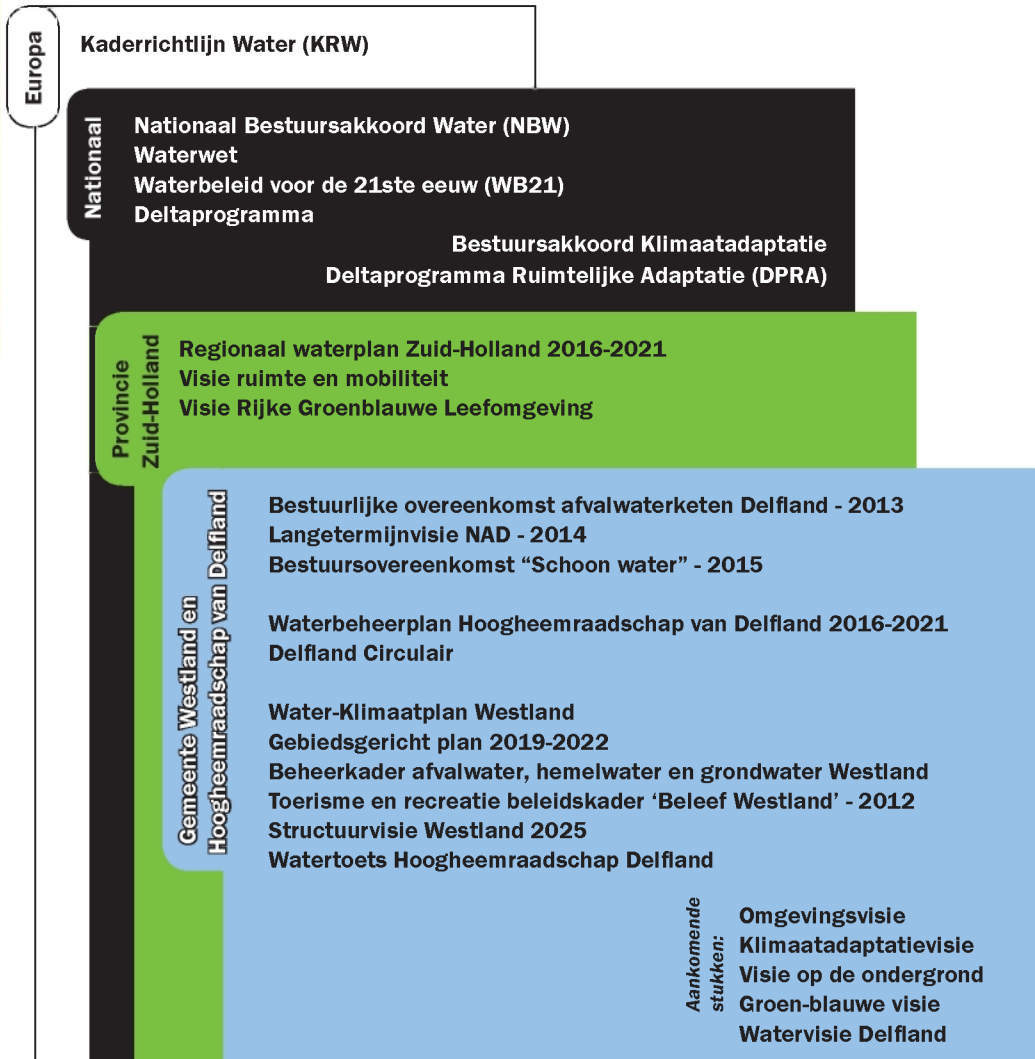 Europa
Kaderrichtlijn Water (KRW)
Nationaal
Nationaal Bestuursakkoord Water (NBW)
Waterwet
Waterbeleid voor de 21ste eeuw (WB21)
Deltaprogramma
Bestuursakkoord Klimaatadaptatie
Deltaprogramma Ruimtelijke Adaptatie (DPRA)
Provincie
Zuid-Holland
Regionaal waterplan Zuid-Holland 2016-2021
Visie ruimte en mobiliteit
Visie Rijke Groenblauwe Leefomgeving
Gemeente Westland en
Hoogheemraadschap van Delfland
Bestuurlijke overeenkomst afvalwaterketen Delfland - 2013
Langetermijnvisie NAD - 2014
Bestuursovereenkomst “Schoon water” - 2015
Waterbeheerplan Hoogheemraadschap van Delfland 2016-2021
Delfland Circulair
Water-Klimaatplan Westland
Gebiedsgericht plan 2019-2022
Beheerkader afvalwater, hemelwater en grondwater Westland
Toerisme en recreatie beleidskader ‘Beleef Westland’ - 2012
Structuurvisie Westland 2025
Watertoets Hoogheemraadschap Delfland
Aankomende
stukken:
Omgevingsvisie
Klimaatadaptatievisie
Visie op de ondergrond
Groen-blauwe visie
Watervisie Delfland